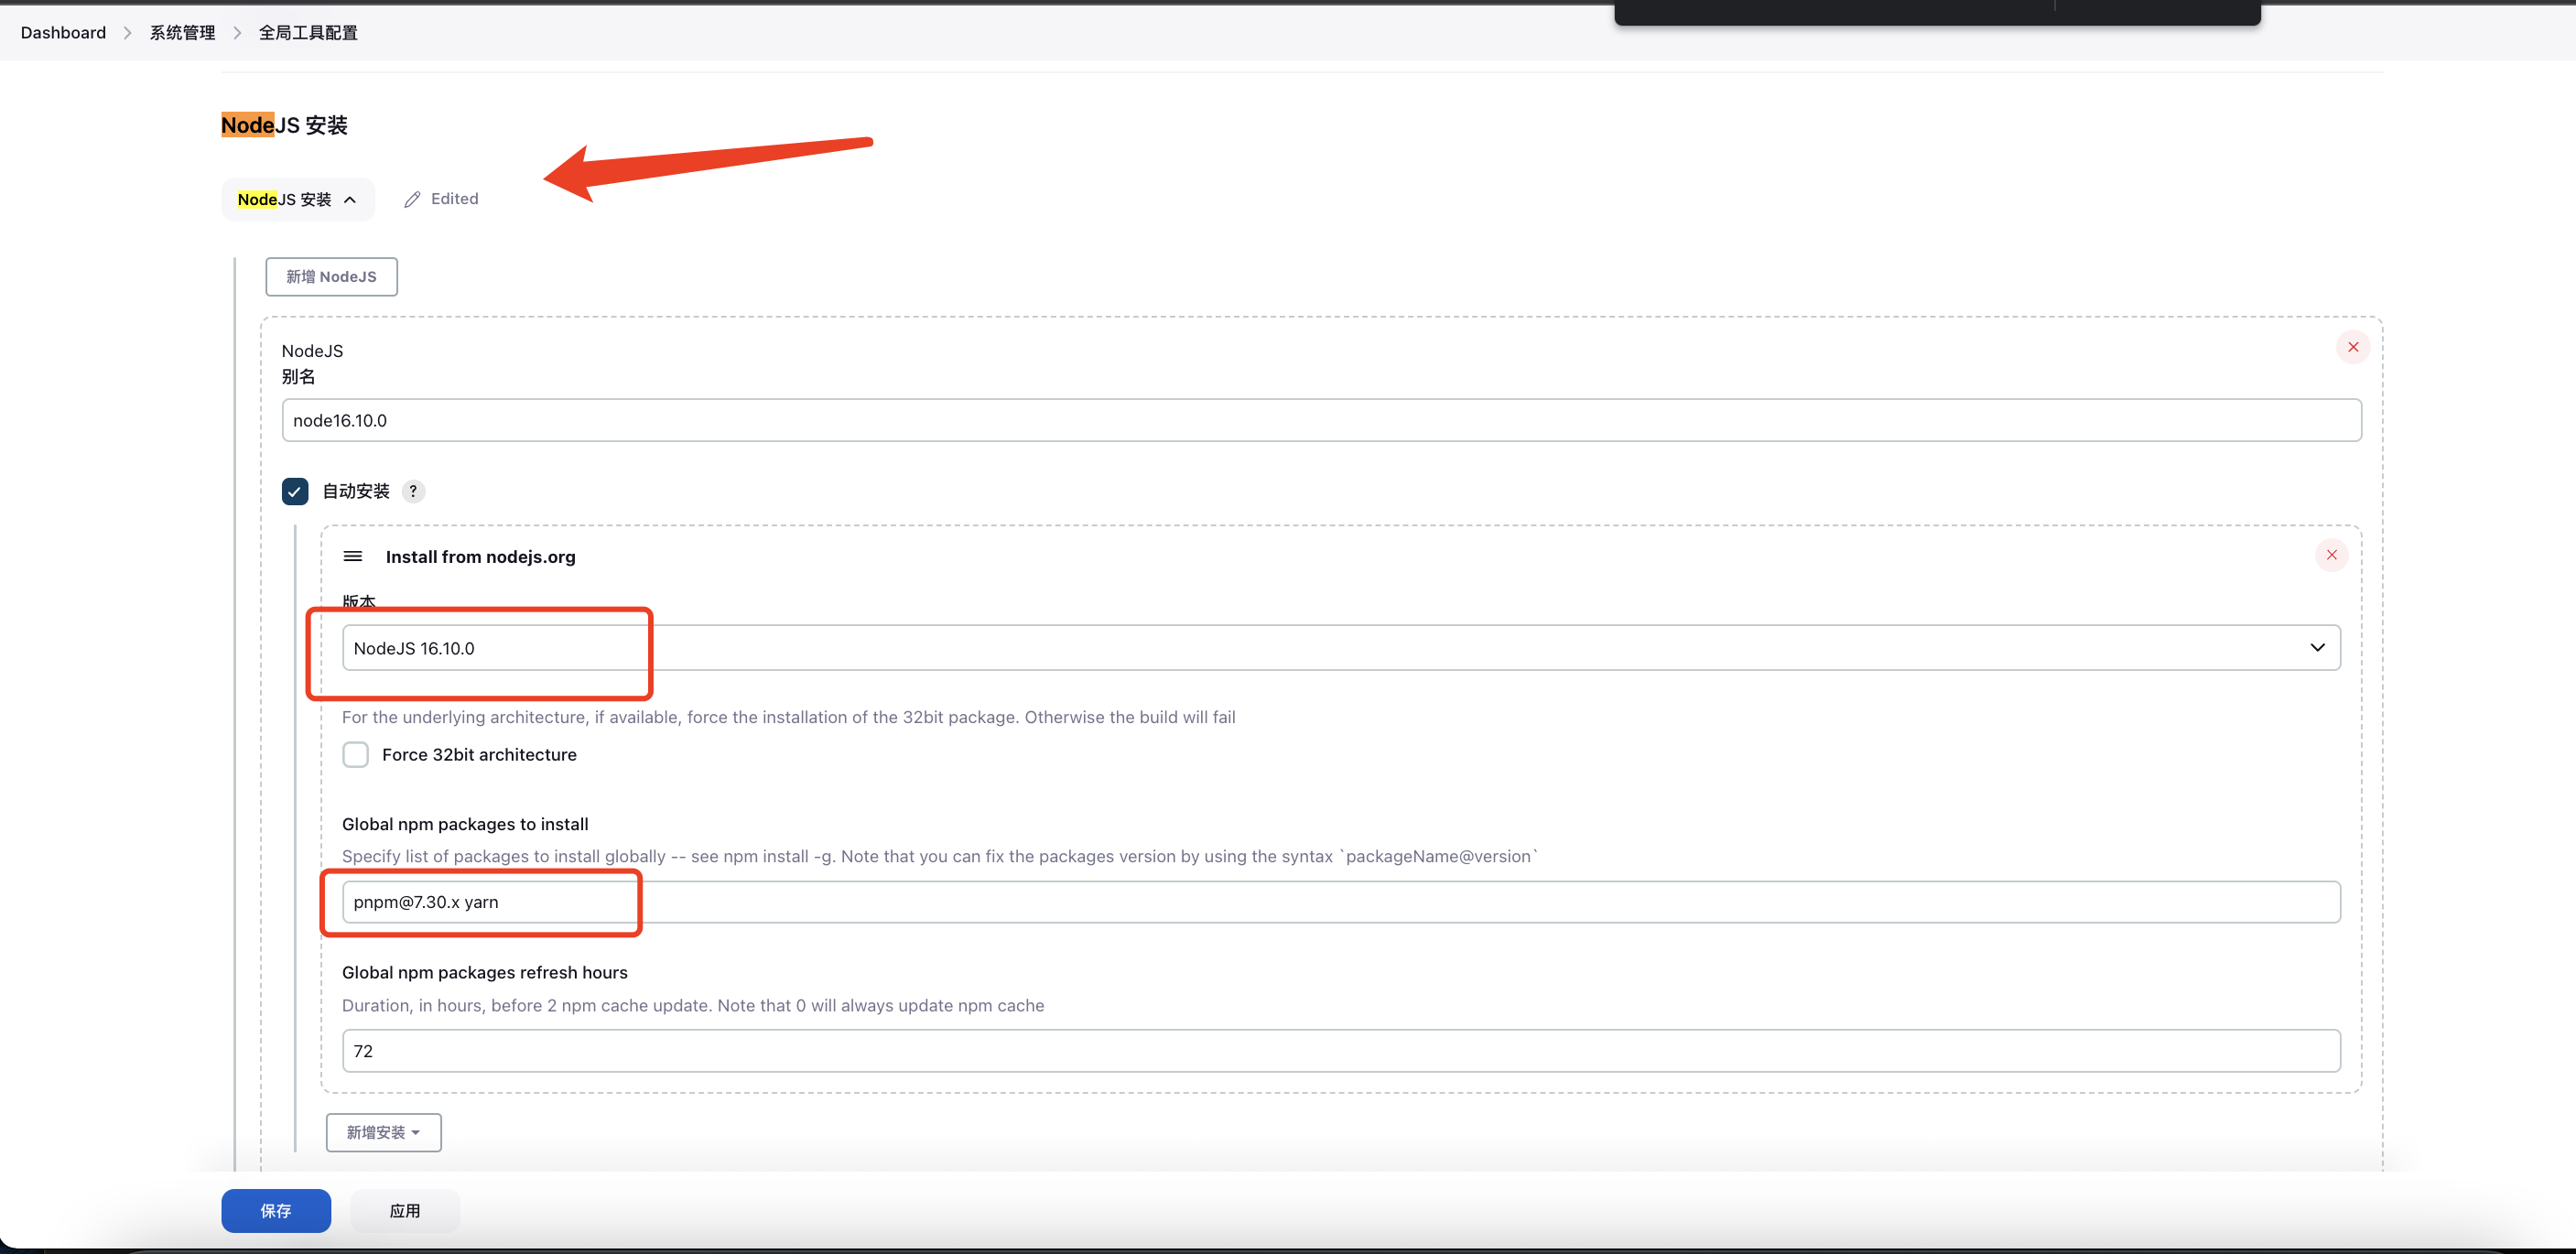 Dashboard 系统管理 全局工具配置
NodeJS 安装
NodeJS 安装 Edited
新增 NodeJS
NodeJS
别名
node16.10.0
自动安装 ?
Install from nodejs.org
版本
NodeJS 16.10.0
For the underlying architecture, if available, force the installation of the 32bit package. Otherwise the build will fail
Force 32bit architecture
Global npm packages to install
Specify list of packages to install globally -- see npm install -g. Note that you can fix the packages version by using the syntax `packageName@version`
pnpm@7.30.x yarn
Global npm packages refresh hours
Duration, in hours, before 2 npm cache update. Note that 0 will always update npm cache
72
新增安装
保存 应用